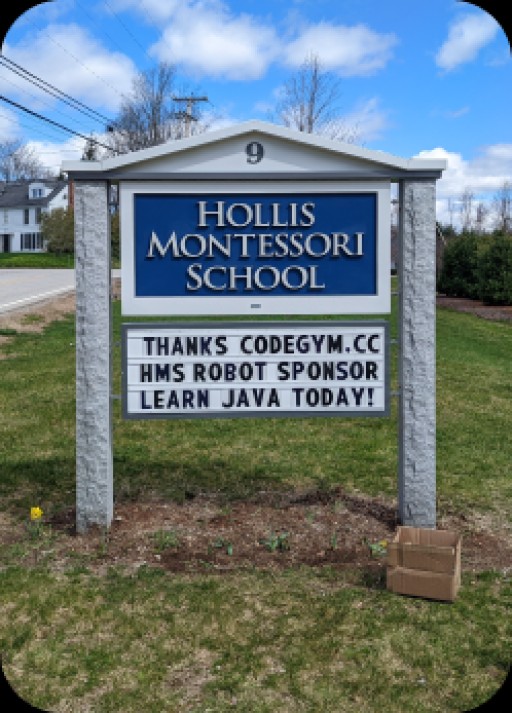 9
HOLLIS
MONTESSORI
SCHOOL
THANKS CODEGYM.CC
HMS ROBOT SPONSOR
LEARN JAVA TODAY!